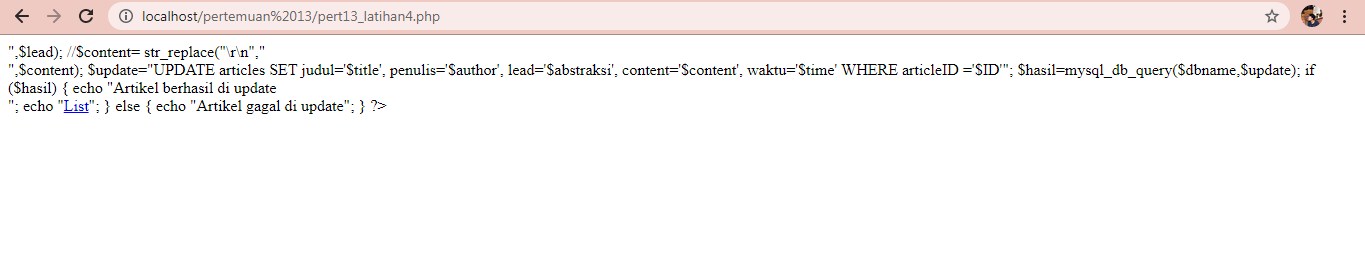 localhost/pertemuan%2013/pert13_latihan4.php
",$lead); //$content= str_replace("\r\n","
",$content); $update="UPDATE articles SET judul='$title', penulis='$author', lead='$abstraksi', content='$content', waktu='$time' WHERE articleID ='$ID'"; $hasil=mysql_db_query($dbname,$update); if
($hasil) { echo "Artikel berhasil di update
"; echo "List"; } else { echo "Artikel gagal di update"; } ?>